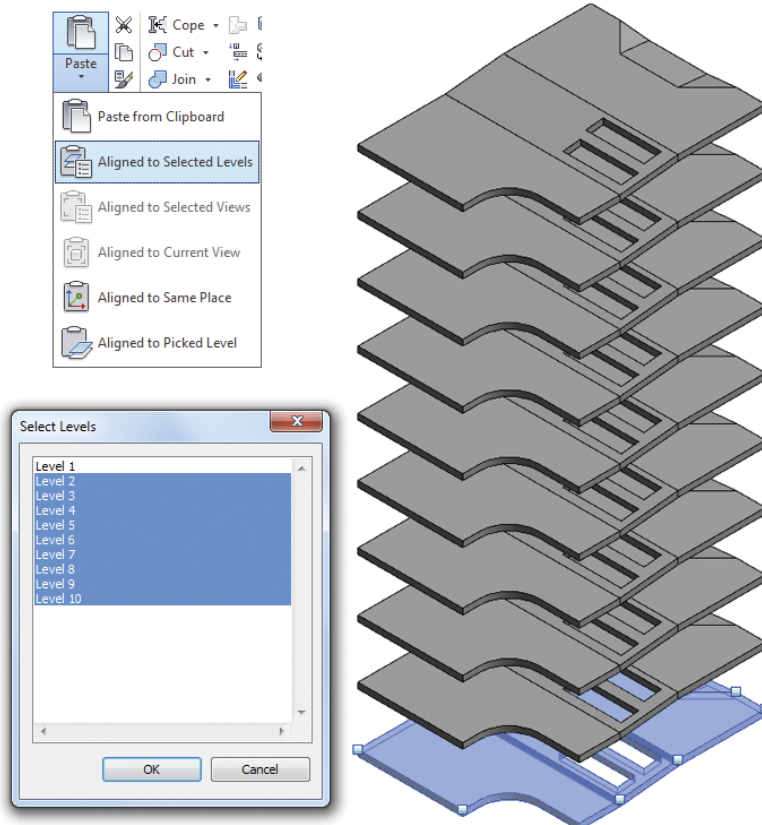 Cope
Cut
Paste
Join
Paste from Clipboard
Aligned to Selected Levels
Aligned to Selected Views
Aligned to Current View
Aligned to Same Place
Aligned to Picked Level
Select Levels
Level 1
Level 2
Level 3
Level 4
Level 5
Level 6
Level 7
Level 8
Level 9
Level 10
OK Cancel